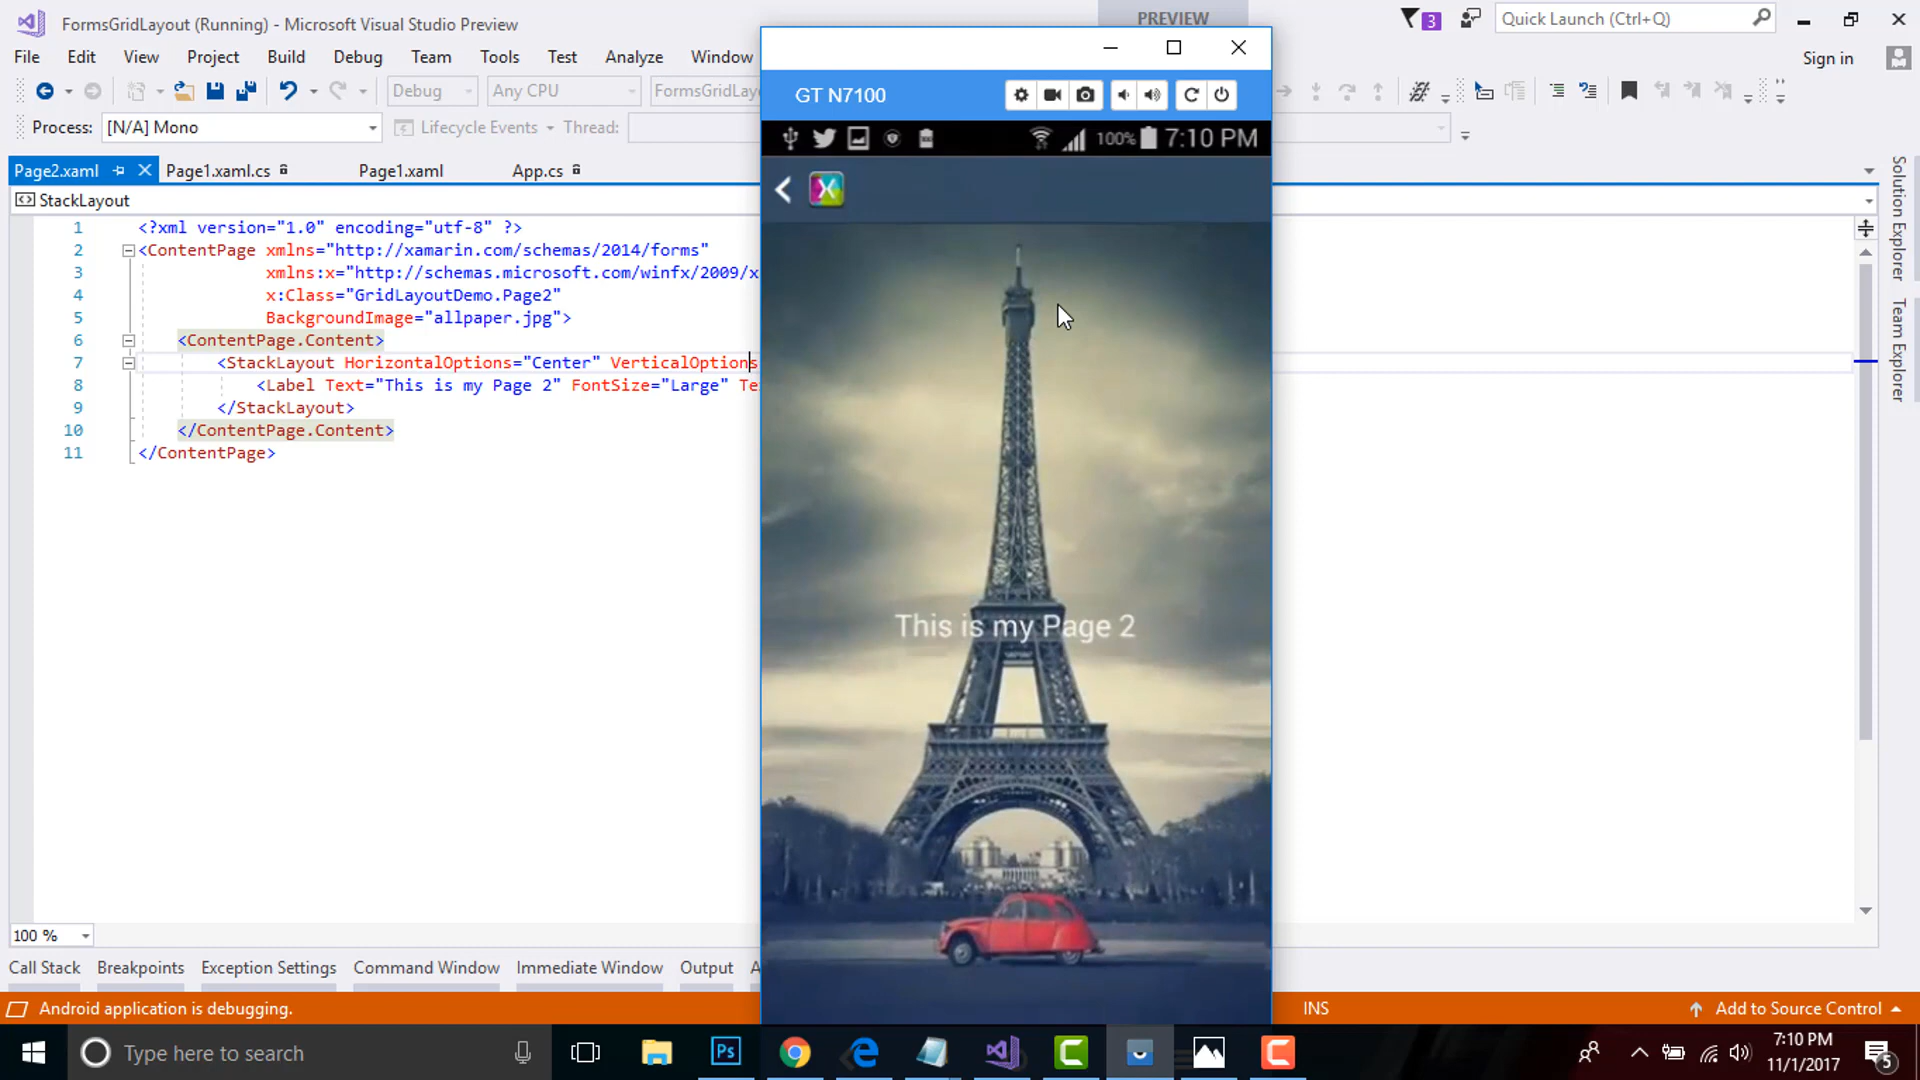 FormsGridLayout (Running) - Microsoft Visual Studio Preview
PREVIEW
3
Quick Launch (Ctrl+Q)
File Edit View Project Build Debug Team Tools Test Analyze Window
Sign in
Debug Any CPU FormsGridLay
Process: [N/A] Mono Lifecycle Events Thread:
Page2.xaml Page1.xaml.cs Page1.xaml App.cs
StackLayout
1 <?xml version="1.0" encoding="utf-8" ?>
2 <ContentPage xmlns="http://xamarin.com/schemas/2014/forms"
3 xmlns:x="http://schemas.microsoft.com/winfx/2009/x
4 x:Class="GridLayoutDemo.Page2"
5 BackgroundImage="allpaper.jpg">
6 <ContentPage.Content>
7 <StackLayout HorizontalOptions="Center" VerticalOptions
8 <Label Text="This is my Page 2" FontSize="Large" Te
9 </StackLayout>
10 </ContentPage.Content>
11 </ContentPage>
GT N7100
100% 7:10 PM
This is my Page 2
Solution Explorer
Team Explorer
100 %
Call Stack Breakpoints Exception Settings Command Window Immediate Window Output A
Android application is debugging.
INS
Add to Source Control
Type here to search
Ps
7:10 PM
11/1/2017
5